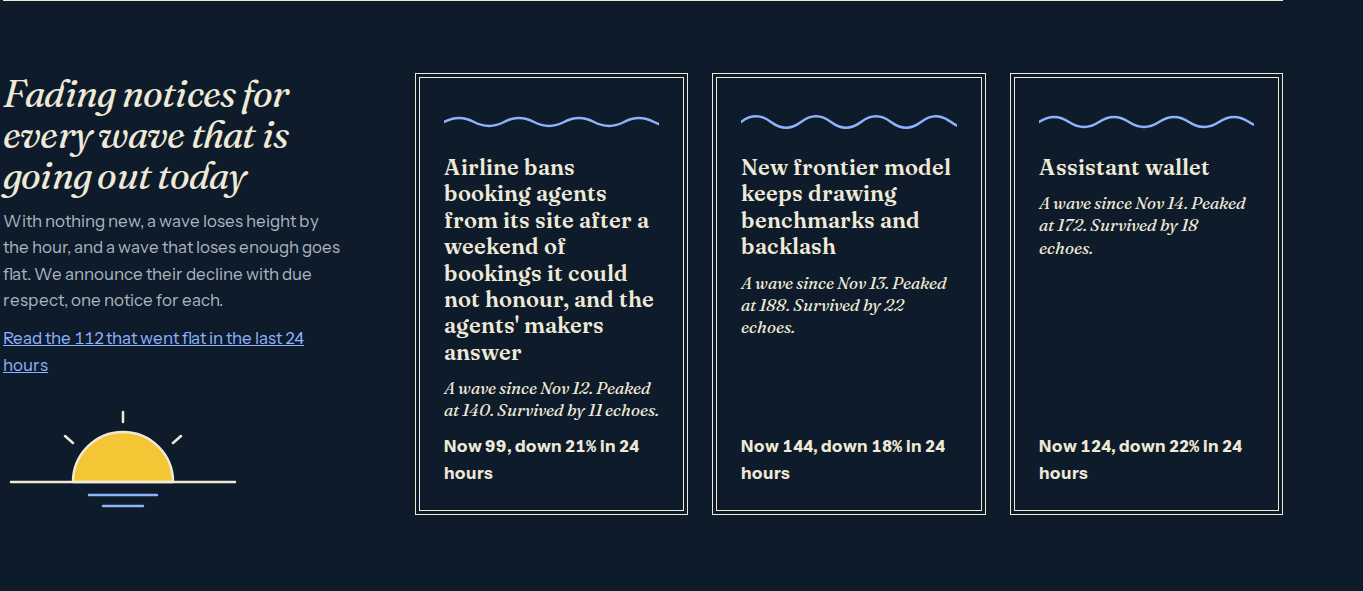 Fading notices for
every wave that is
going out today
With nothing new, a wave loses height by
the hour, and a wave that loses enough goes
flat. We announce their decline with due
respect, one notice for each.
Read the 112 that went flat in the last 24
hours
Airline bans
booking agents
from its site after a
weekend of
bookings it could
not honour, and the
agents' makers
answer
A wave since Nov 12. Peaked
at 140. Survived by 11 echoes.
Now 99, down 21% in 24
hours
New frontier model
keeps drawing
benchmarks and
backlash
A wave since Nov 13. Peaked
at 188. Survived by 22
echoes.
Now 144, down 18% in 24
hours
Assistant wallet
A wave since Nov 14. Peaked
at 172. Survived by 18
echoes.
Now 124, down 22% in 24
hours